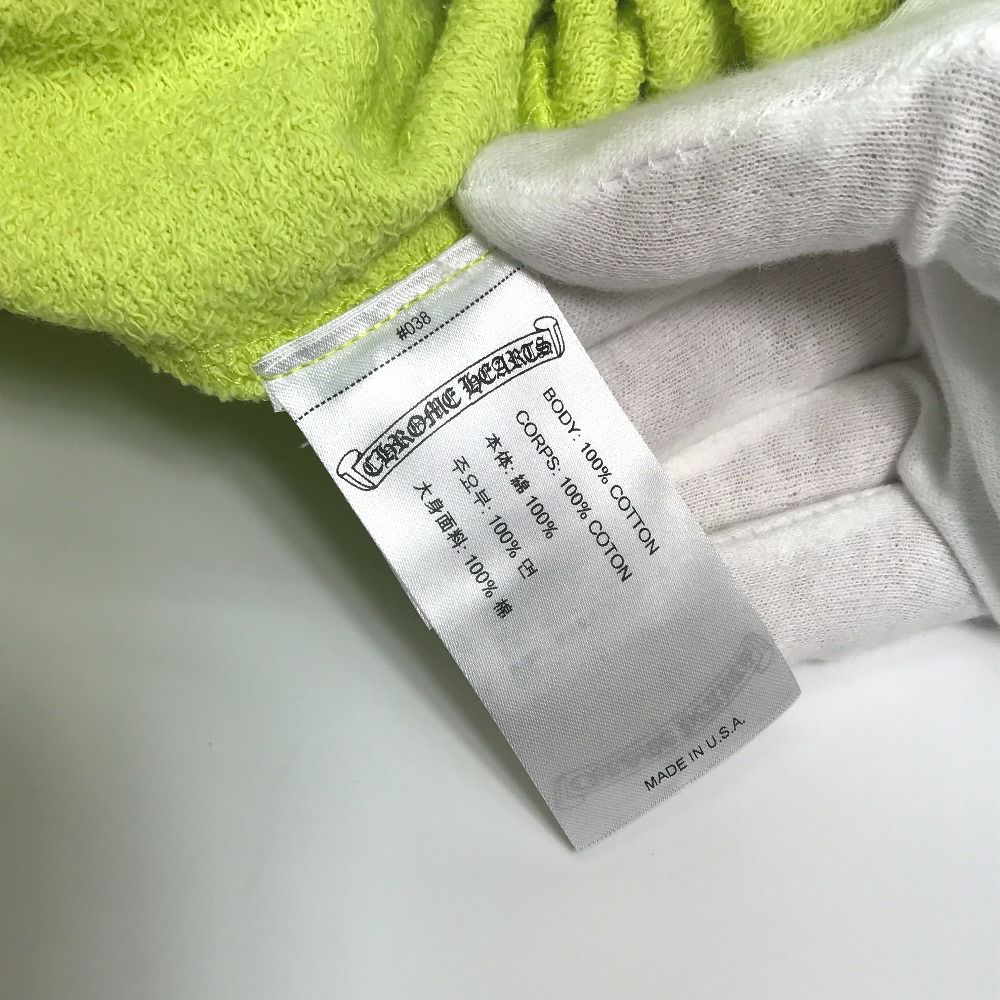 #038
CHROME HEARTS
BODY: 100% COTTON
CORPS: 100% COTON
本体: 綿 100%
주요부: 100% 면
大身面料: 100% 棉
MADE IN U.S.A.